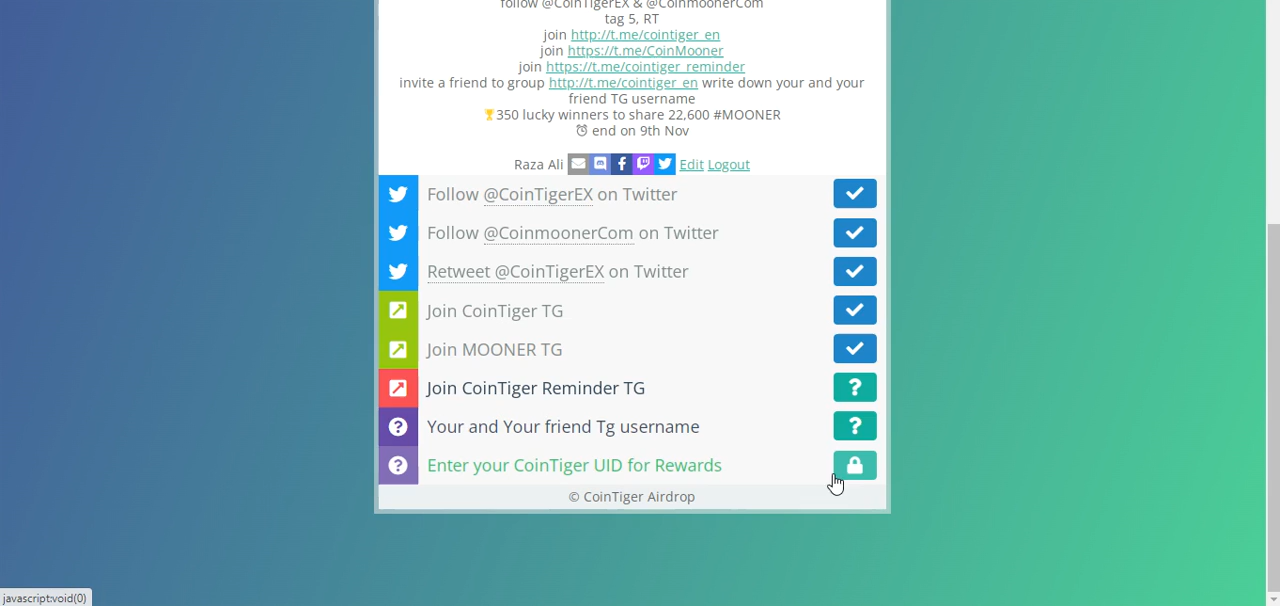 follow @CoinTigerEX & @CoinmoonerCom
tag 5, RT
join http://t.me/cointiger_en
join https://t.me/CoinMooner
join https://t.me/cointiger_reminder
invite a friend to group http://t.me/cointiger_en write down your and your
friend TG username
🏆350 lucky winners to share 22,600 #MOONER
⏰ end on 9th Nov
Raza Ali Edit Logout
Follow @CoinTigerEX on Twitter
Follow @CoinmoonerCom on Twitter
Retweet @CoinTigerEX on Twitter
Join CoinTiger TG
Join MOONER TG
Join CoinTiger Reminder TG ?
? Your and Your friend Tg username ?
? Enter your CoinTiger UID for Rewards
© CoinTiger Airdrop
javascript:void(0)